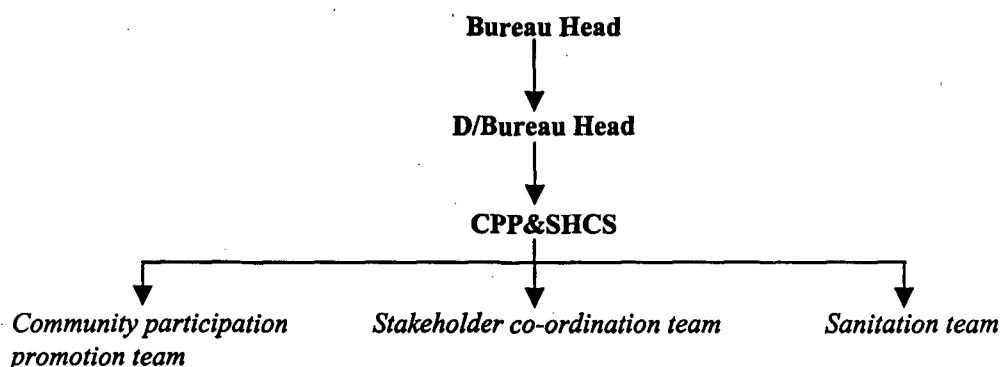 Bureau Head
D/Bureau Head
CPP&SHCS
Community participation
promotion team
Stakeholder co-ordination team
Sanitation team